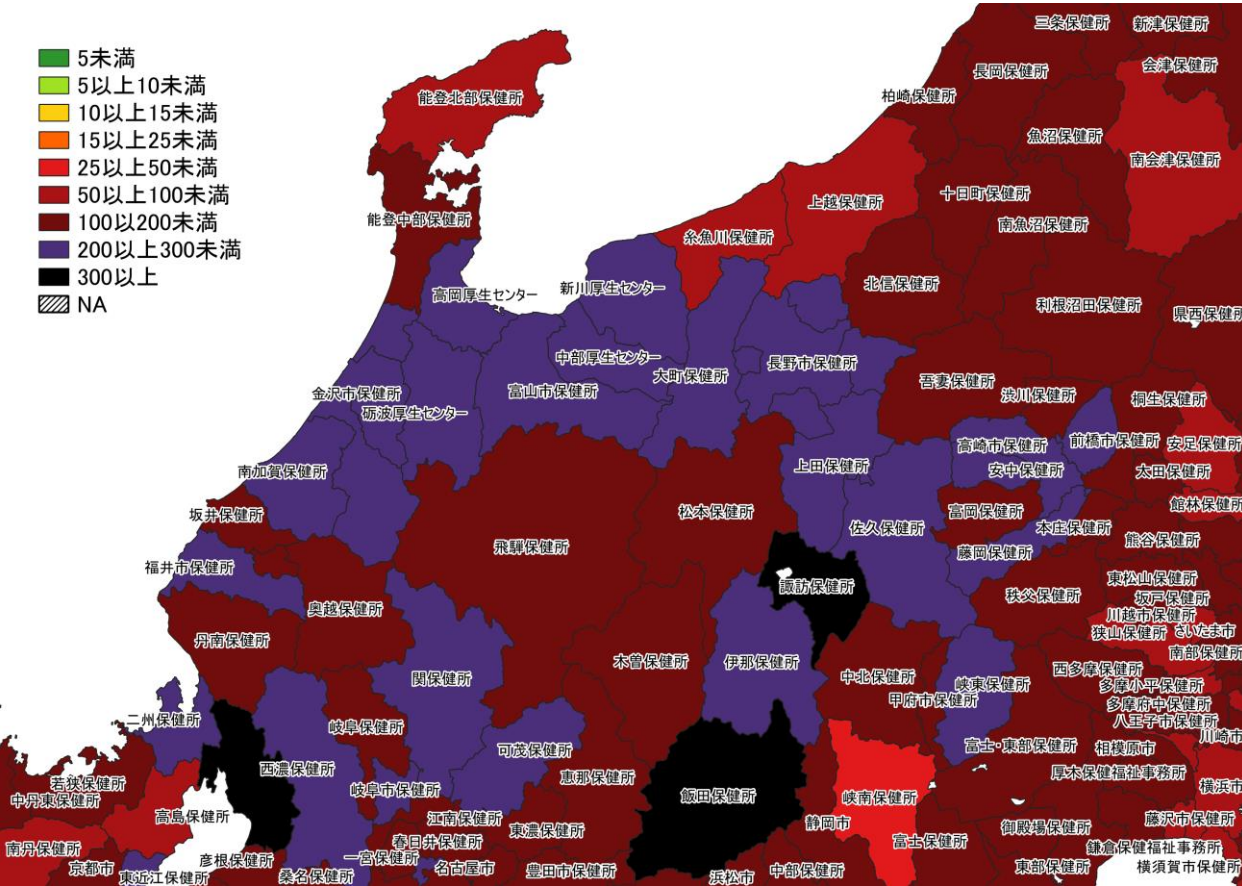 5未満
5以上10未満
10以上15未満
15以上25未満
25以上50未満
50以上100未満
100以200未満
200以上300未満
300以上
NA
三条保健所
新津保健所
会津保健所
長岡保健所
柏崎保健所
能登北部保健所
魚沼保健所
南会津保健所
十日町保健所
上越保健所
能登中部保健所
南魚沼保健所
糸魚川保健所
北信保健所
新川厚生センター
高岡厚生センター
利根沼田保健所
県西保健所
中部厚生センター
長野市保健所
大町保健所
吾妻保健所
金沢市保健所
富山市保健所
渋川保健所
桐生保健所
砺波厚生センター
前橋市保健所
高崎市保健所
安足保健所
南加賀保健所
上田保健所
安中保健所
太田保健所
館林保健所
坂井保健所
松本保健所
富岡保健所
佐久保健所
本庄保健所
飛騨保健所
熊谷保健所
藤岡保健所
福井市保健所
東松山保健所
諏訪保健所
秩父保健所
坂戸保健所
奥越保健所
川越市保健所
狭山保健所
さいたま市
丹南保健所
南部保健所
木曽保健所
伊那保健所
西多摩保健所
関保健所
中北保健所
峡東保健所
多摩小平保健所
甲府市保健所
多摩府中保健所
二州保健所
岐阜保健所
八王子市保健所
川崎市
可茂保健所
富士・東部保健所
相模原市
西濃保健所
恵那保健所
厚木保健福祉事務所
若狭保健所
岐阜市保健所
飯田保健所
峡南保健所
横浜市
中丹東保健所
高島保健所
江南保健所
静岡市
藤沢市保健所
東濃保健所
御殿場保健所
春日井保健所
富士保健所
南丹保健所
鎌倉保健福祉事務所
彦根保健所
一宮保健所
京都市
名古屋市
豊田市保健所
中部保健所
東部保健所
横須賀市保健所
東近江保健所
桑名保健所
浜松市